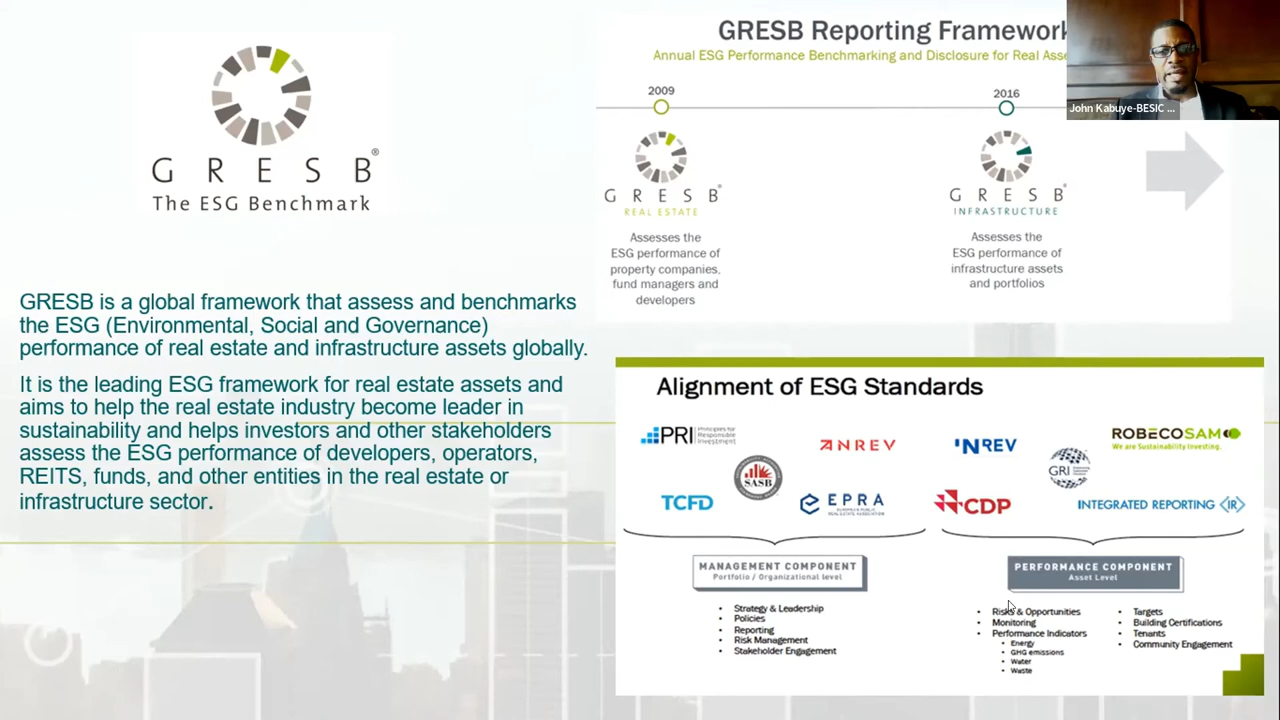 GRESB®
The ESG Benchmark
GRESB is a global framework that assess and benchmarks
the ESG (Environmental, Social and Governance)
performance of real estate and infrastructure assets globally.
It is the leading ESG framework for real estate assets and
aims to help the real estate industry become leader in
sustainability and helps investors and other stakeholders
assess the ESG performance of developers, operators,
REITS, funds, and other entities in the real estate or
infrastructure sector.
GRESB Reporting Framework
Annual ESG Performance Benchmarking and Disclosure for Real Asse
2009
GRESB®
REAL ESTATE
Assesses the
ESG performance of
property companies,
fund managers and
developers
2016
GRESB®
INFRASTRUCTURE
Assesses the
ESG performance of
infrastructure assets
and portfolios
John Kabuye-BESIC ...
Alignment of ESG Standards
PRI Principles for
Responsible
Investment
ANREV
INREV
ROBECOSAM
We are Sustainability Investing.
SASB
GRI
TCFD
EPRA
CDP
INTEGRATED REPORTING <IR>
MANAGEMENT COMPONENT
Portfolio / Organizational level
• Strategy & Leadership
• Policies
• Reporting
• Risk Management
• Stakeholder Engagement
PERFORMANCE COMPONENT
Asset Level
• Risks & Opportunities
• Monitoring
• Performance Indicators
• Energy
• GHG emissions
• Water
• Waste
• Targets
• Building Certifications
• Tenants
• Community Engagement